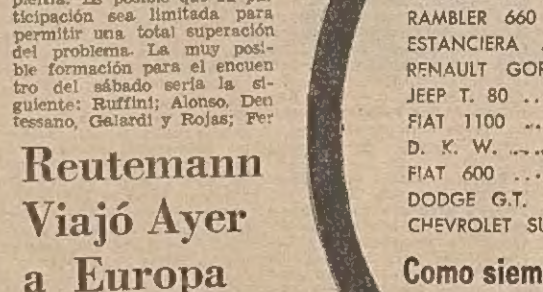 ticipación sea limitada para
permitir una total superación
del problema. La muy posi-
ble formación para el encuen
tro del sábado sería la si-
guiente: Ruffini; Alonso, Den
tessano, Galardi y Rojas; Fer
Reutemann
Viajó Ayer
a Europa
RAMBLER 660
ESTANCIERA
RENAULT GOR
JEEP T. 80 ..
FIAT 1100 ...
D. K. W. .....
FIAT 600 ...
DODGE G.T.
CHEVROLET SU
Como siem